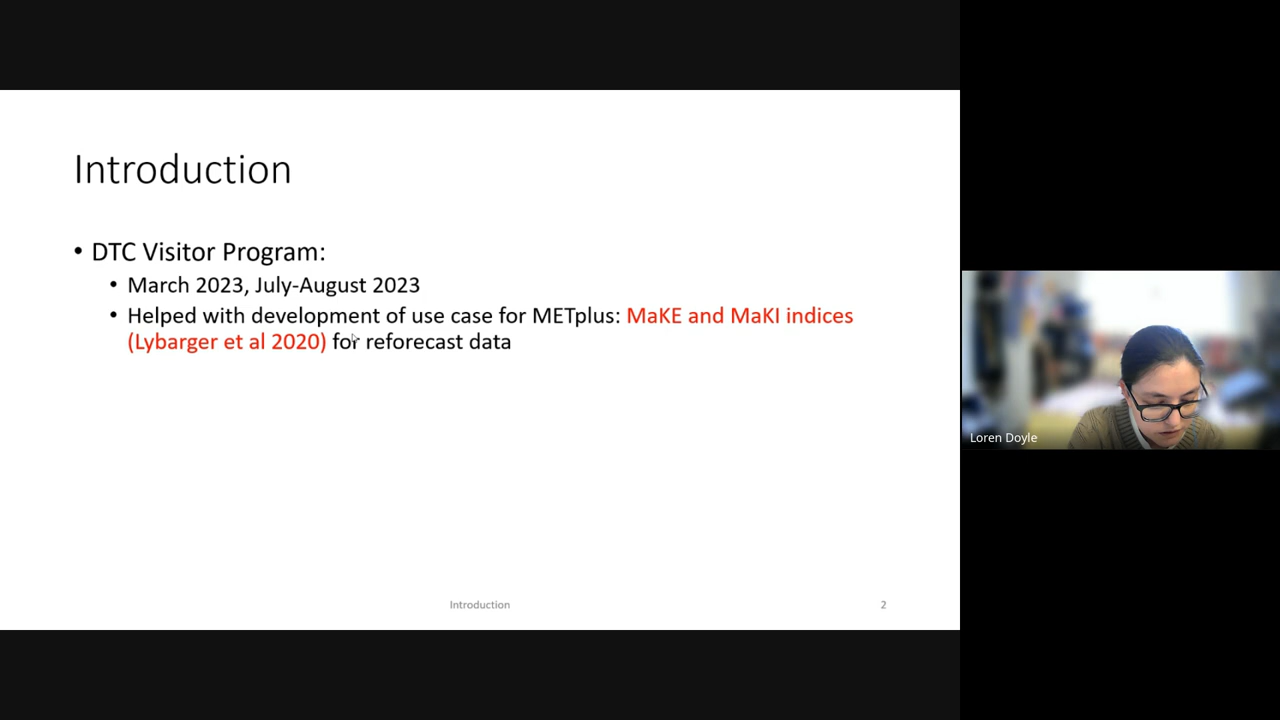 Introduction
• DTC Visitor Program:
• March 2023, July-August 2023
• Helped with development of use case for METplus: MaKE and MaKI indices
(Lybarger et al 2020) for reforecast data
Introduction
2
Loren Doyle